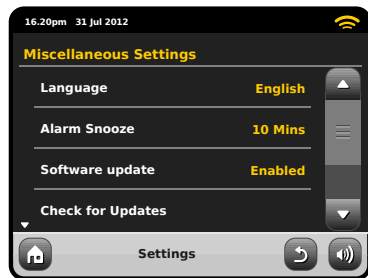 16.20pm 31 Jul 2012
Miscellaneous Settings
Language English
Alarm Snooze 10 Mins
Software update Enabled
Check for Updates
Settings